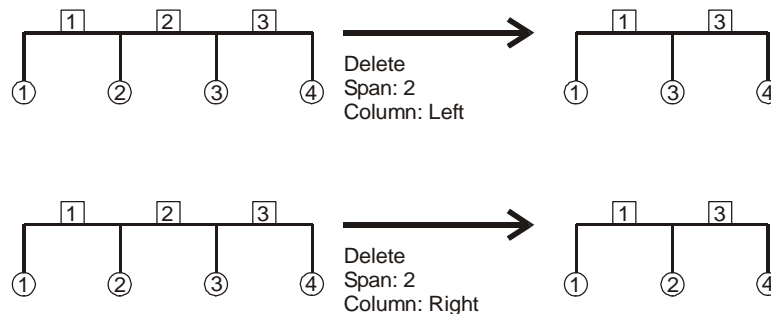 1 2 3 1 3
Delete
Span: 2
Column: Left
1 2 3 4 1 3 4
1 2 3 1 3
Delete
Span: 2
Column: Right
1 2 3 4 1 2 4